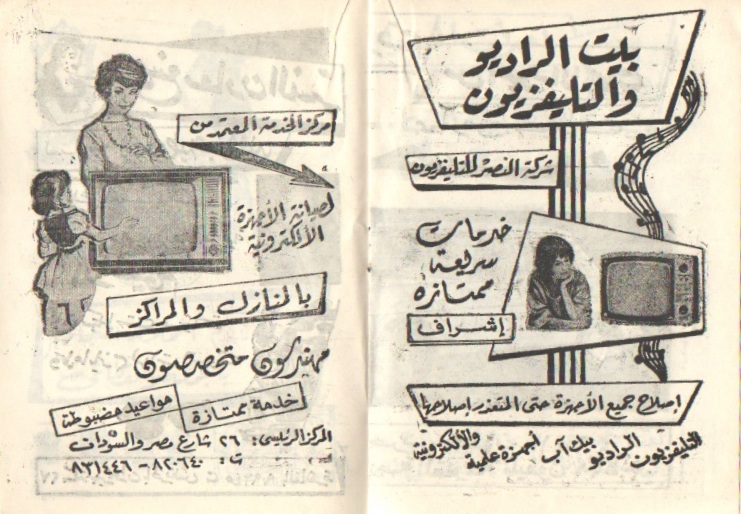 بيت الراديو
والتليفزيون
شركة النصر للتليفزيون
خدمات
سريعة
ممتازة
إشراف
إصلاح جميع الأجهزة حتى المتعذر إصلاحها
التليفزيون الراديو بيك آب أجهزة علمية والألكترونية
مركز الخدمة المعتمد من
لصيانة الأجهزة
الألكترونية
بالمنازل والمراكز
مهندسون متخصصون
خدمة ممتازة
مواعيد مضبوطة
المركز الرئيسى: ٢٦ شارع مصر والسودان
ت: ٨٢٠٦٤٠ - ٨٣١٤٤٦